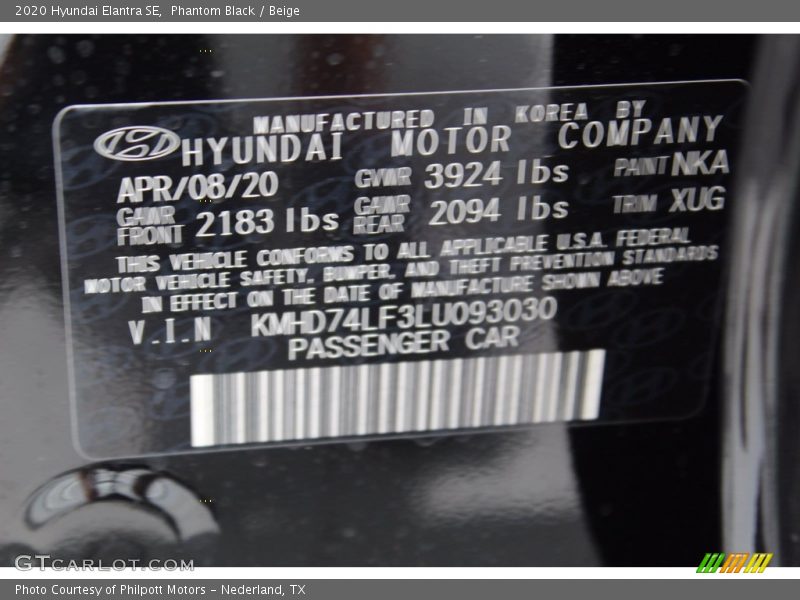 2020 Hyundai Elantra SE, Phantom Black / Beige
MANUFACTURED IN KOREA BY
HYUNDAI MOTOR COMPANY
APR/08/20 GVWR 3924 lbs PAINT NKA
GAWR FRONT 2183 lbs GAWR REAR 2094 lbs TRIM XUG
THIS VEHICLE CONFORMS TO ALL APPLICABLE U.S.A. FEDERAL
MOTOR VEHICLE SAFETY, BUMPER, AND THEFT PREVENTION STANDARDS
IN EFFECT ON THE DATE OF MANUFACTURE SHOWN ABOVE
V.I.N KMHD74LF3LU093030
PASSENGER CAR
GTCARLOT.COM
Photo Courtesy of Philpott Motors - Nederland, TX